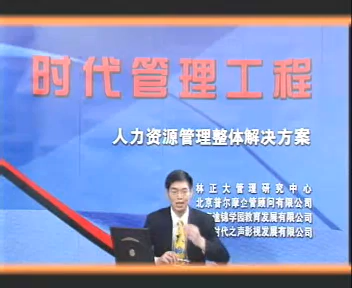 时代管理工程
人力资源管理整体解决方案
林正大管理研究中心
北京普尔摩企管顾问有限公司
锦学园教育发展有限公司
时代之声影视发展有限公司